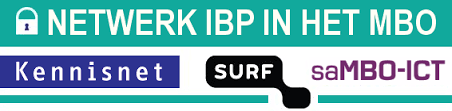 NETWERK IBP IN HET MBO
Kennisnet SURF saMBO-ICT